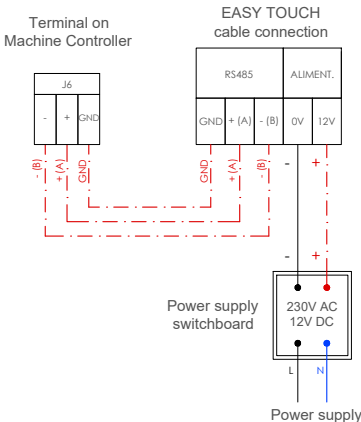 Terminal on
Machine Controller
EASY TOUCH
cable connection
J6
- + GND
RS485 ALIMENT.
GND + (A) - (B) 0V 12V
- (B) + (A) GND
GND + (A) - (B) - +
- +
Power supply
switchboard
230V AC
12V DC
L N
Power supply